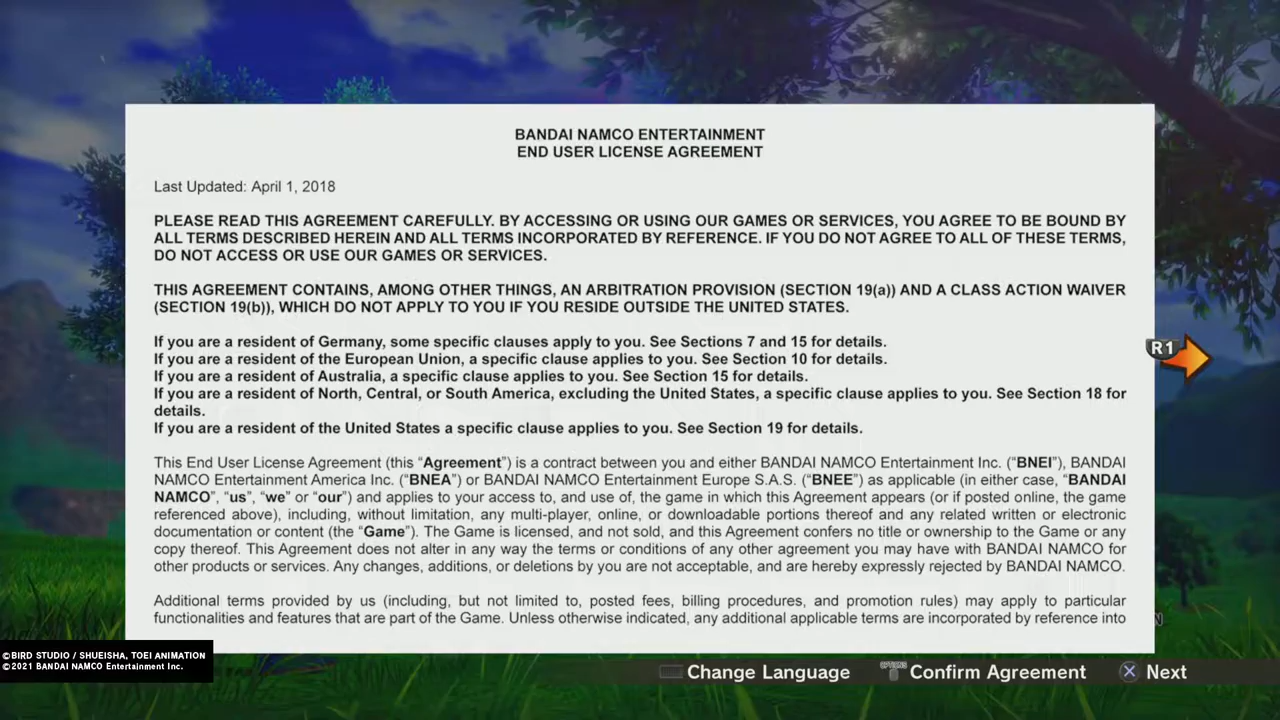 BANDAI NAMCO ENTERTAINMENT
END USER LICENSE AGREEMENT
Last Updated: April 1, 2018
PLEASE READ THIS AGREEMENT CAREFULLY. BY ACCESSING OR USING OUR GAMES OR SERVICES, YOU AGREE TO BE BOUND BY
ALL TERMS DESCRIBED HEREIN AND ALL TERMS INCORPORATED BY REFERENCE. IF YOU DO NOT AGREE TO ALL OF THESE TERMS,
DO NOT ACCESS OR USE OUR GAMES OR SERVICES.
THIS AGREEMENT CONTAINS, AMONG OTHER THINGS, AN ARBITRATION PROVISION (SECTION 19(a)) AND A CLASS ACTION WAIVER
(SECTION 19(b)), WHICH DO NOT APPLY TO YOU IF YOU RESIDE OUTSIDE THE UNITED STATES.
If you are a resident of Germany, some specific clauses apply to you. See Sections 7 and 15 for details.
If you are a resident of the European Union, a specific clause applies to you. See Section 10 for details.
If you are a resident of Australia, a specific clause applies to you. See Section 15 for details.
If you are a resident of North, Central, or South America, excluding the United States, a specific clause applies to you. See Section 18 for
details.
If you are a resident of the United States a specific clause applies to you. See Section 19 for details.
This End User License Agreement (this “Agreement”) is a contract between you and either BANDAI NAMCO Entertainment Inc. (“BNEI”), BANDAI
NAMCO Entertainment America Inc. (“BNEA”) or BANDAI NAMCO Entertainment Europe S.A.S. (“BNEE”) as applicable (in either case, “BANDAI
NAMCO”, “us”, “we” or “our”) and applies to your access to, and use of, the game in which this Agreement appears (or if posted online, the game
referenced above), including, without limitation, any multi-player, online, or downloadable portions thereof and any related written or electronic
documentation or content (the “Game”). The Game is licensed, and not sold, and this Agreement confers no title or ownership to the Game or any
copy thereof. This Agreement does not alter in any way the terms or conditions of any other agreement you may have with BANDAI NAMCO for
other products or services. Any changes, additions, or deletions by you are not acceptable, and are hereby expressly rejected by BANDAI NAMCO.
Additional terms provided by us (including, but not limited to, posted fees, billing procedures, and promotion rules) may apply to particular
functionalities and features that are part of the Game. Unless otherwise indicated, any additional applicable terms are incorporated by reference into
R1
©BIRD STUDIO / SHUEISHA, TOEI ANIMATION
©2021 BANDAI NAMCO Entertainment Inc.
Change Language
OPTIONS Confirm Agreement
Next